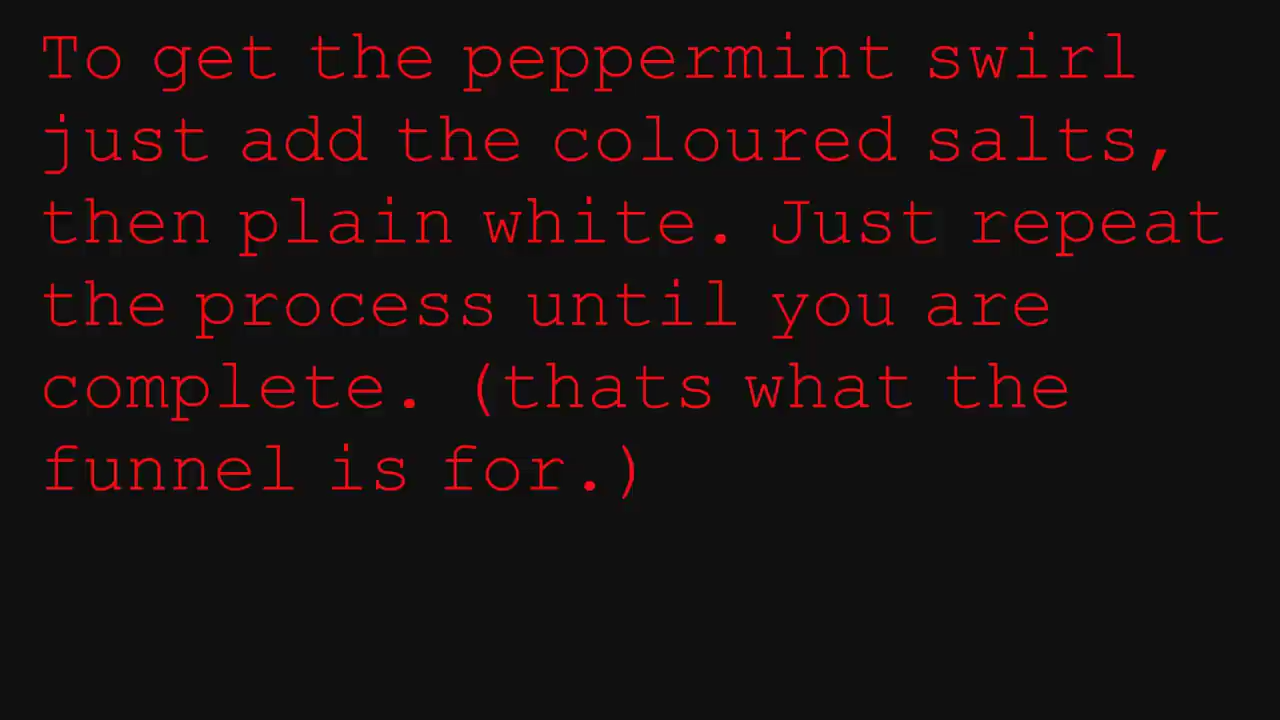 To get the peppermint swirl
just add the coloured salts,
then plain white. Just repeat
the process until you are
complete. (thats what the
funnel is for.)